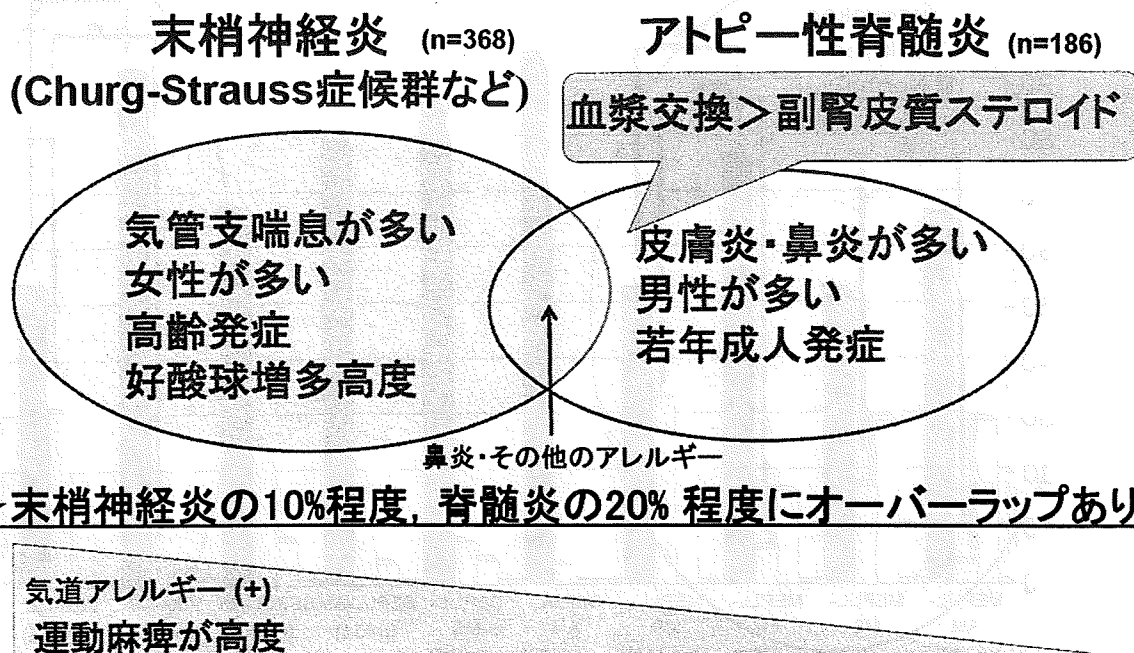 末梢神経炎 (n=368)
(Churg-Strauss症候群など)
アトピー性脊髄炎 (n=186)
血漿交換＞副腎皮質ステロイド
気管支喘息が多い
女性が多い
高齢発症
好酸球増多高度
皮膚炎・鼻炎が多い
男性が多い
若年成人発症
鼻炎・その他のアレルギー
末梢神経炎の10%程度, 脊髄炎の20% 程度にオーバーラップあり
気道アレルギー (+)
運動麻痺が高度